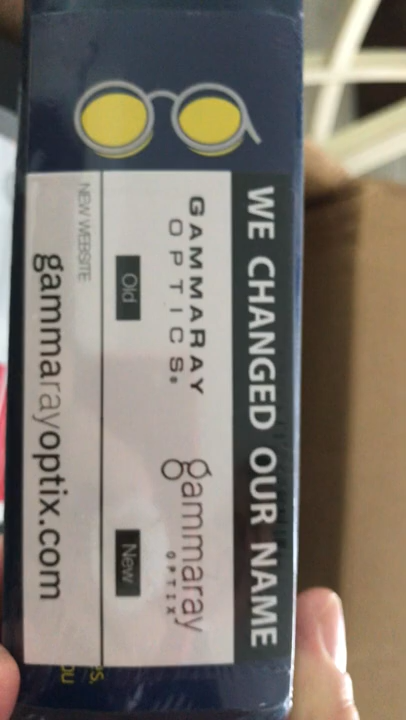 WE CHANGED OUR NAME
GAMMARAY
OPTICS.
gammaray
OPTIX
Old
New
NEW WEBSITE
gammarayoptix.com